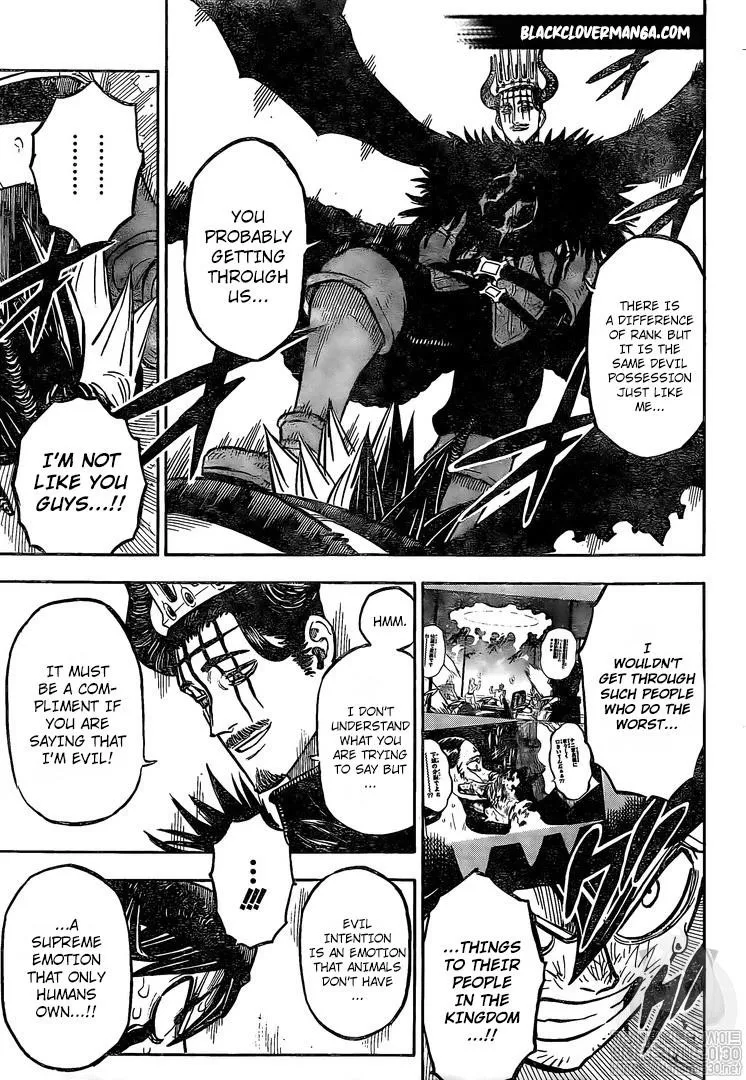 BLACKCLOVERMANGA.COM
THERE IS
A DIFFERENCE
OF RANK BUT
IT IS THE
SAME DEVIL
POSSESSION
JUST LIKE
ME...
YOU
PROBABLY
GETTING
THROUGH
US...
......
I'M NOT
LIKE YOU
GUYS...!!
I
WOULDN'T
GET THROUGH
SUCH PEOPLE
WHO DO THE
WORST...
...THINGS
TO THEIR
PEOPLE
IN THE
KINGDOM
...!!
HMM.
I DON'T
UNDERSTAND
WHAT YOU
ARE TRYING
TO SAY BUT
...
IT MUST
BE A COM-
PLIMENT IF
YOU ARE
SAYING THAT
I'M EVIL!
EVIL
INTENTION
IS AN EMOTION
THAT ANIMALS
DON'T HAVE
...
...!!!
...A
SUPREME
EMOTION
THAT ONLY
HUMANS
OWN...!!